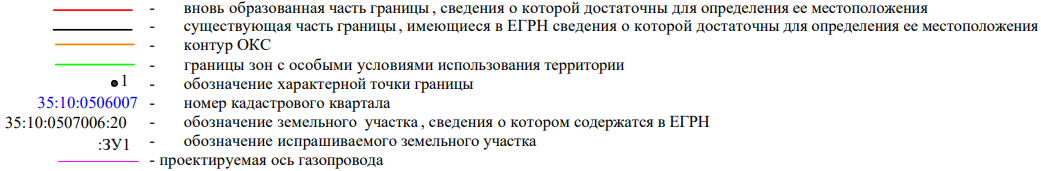 - вновь образованная часть границы, сведения о которой достаточны для определения ее местоположения
- существующая часть границы, имеющиеся в ЕГРН сведения о которой достаточны для определения ее местоположения
- контур ОКС
- границы зон с особыми условиями использования территории
1 - обозначение характерной точки границы
35:10:0506007 - номер кадастрового квартала
35:10:0507006:20 - обозначение земельного участка, сведения о котором содержатся в ЕГРН
:ЗУ1 - обозначение испрашиваемого земельного участка
- проектируемая ось газопровода